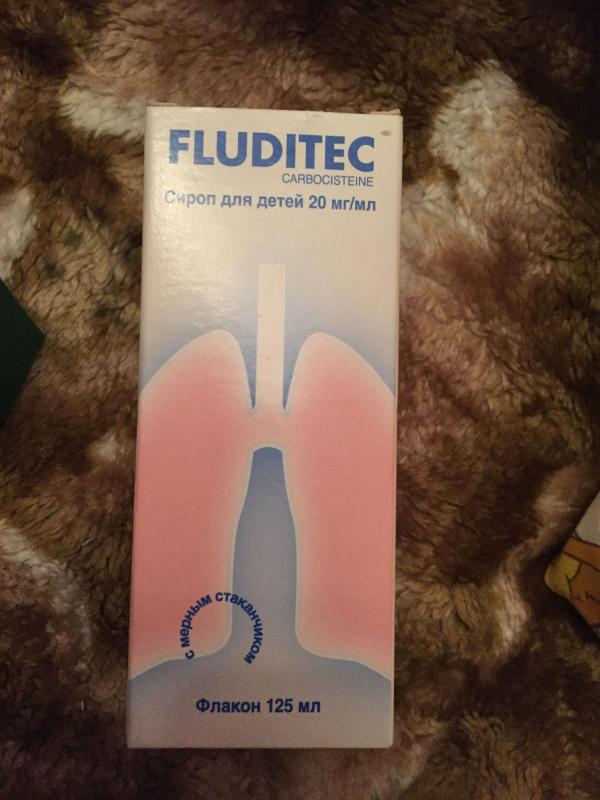 FLUDITEC
CARBOCISTEINE
Сироп для детей 20 мг/мл
с мерным стаканчиком
Флакон 125 мл